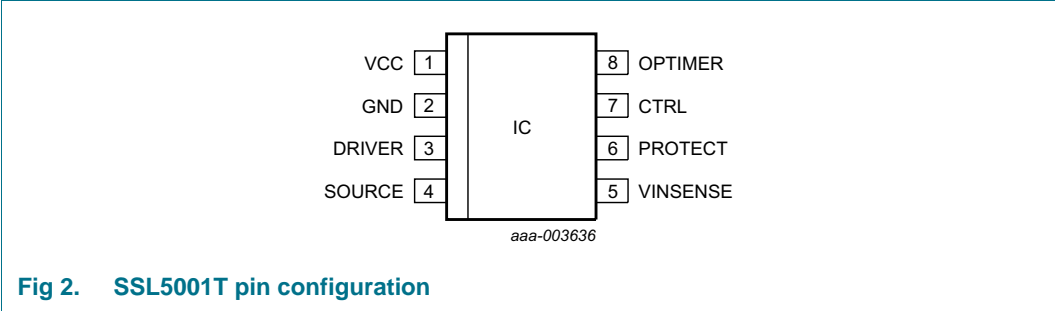 VCC 1 8 OPTIMER
GND 2 7 CTRL
IC
DRIVER 3 6 PROTECT
SOURCE 4 5 VINSENSE
aaa-003636
Fig 2. SSL5001T pin configuration